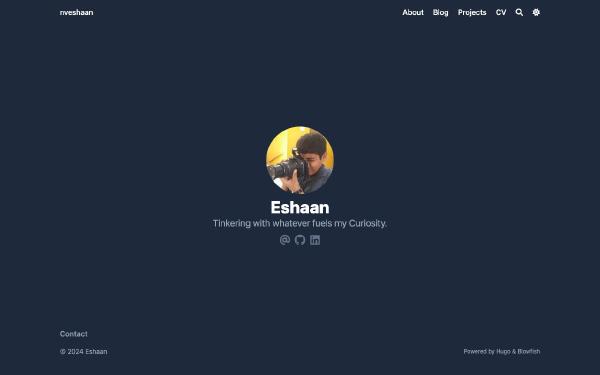 nveshaan
About Blog Projects CV
Eshaan
Tinkering with whatever fuels my Curiosity.
Contact
© 2024 Eshaan
Powered by Hugo & Blowfish